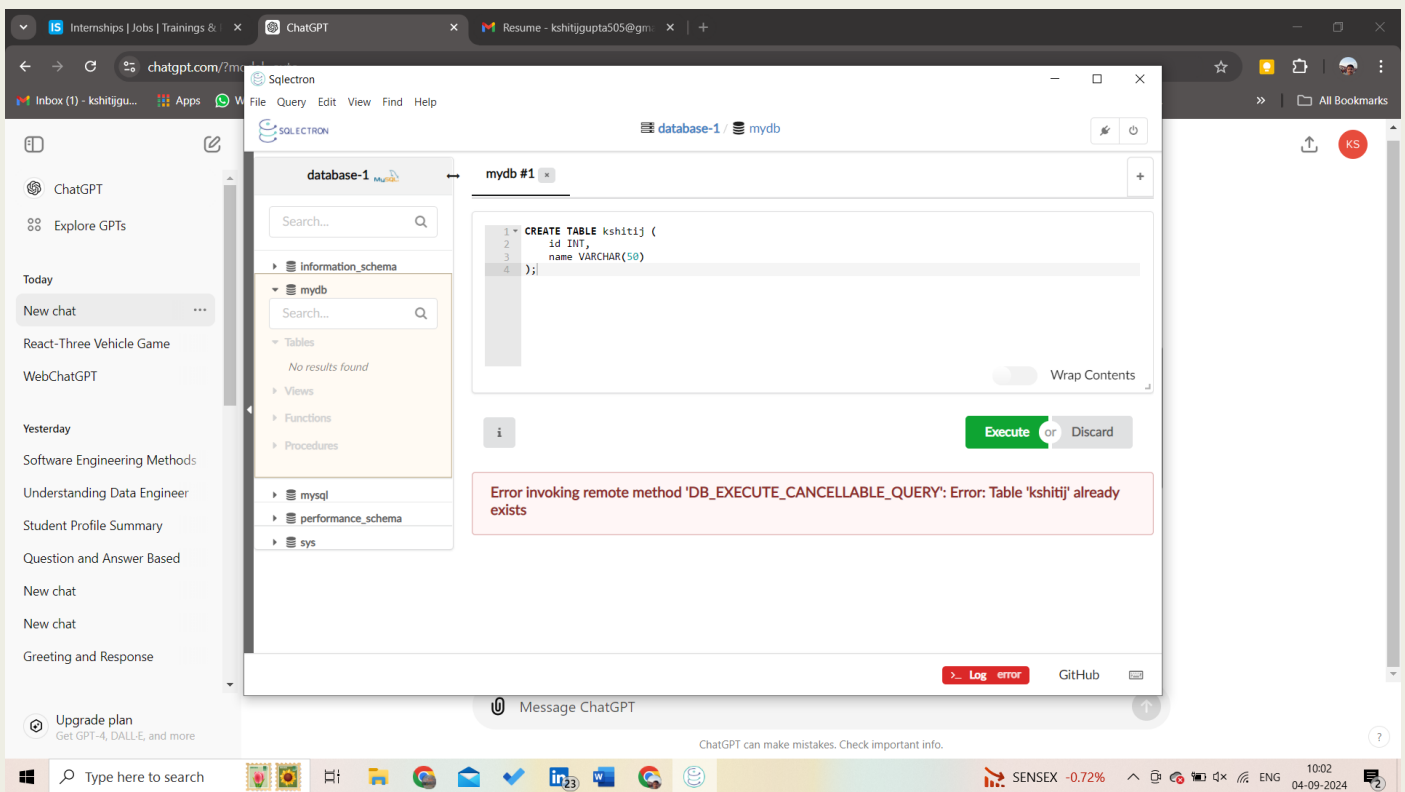 IS Internships | Jobs | Trainings &
ChatGPT
Resume - kshitijgupta505@gm
chatgpt.com/?m
Inbox (1) - kshitijgu...
Apps
W
All Bookmarks
ChatGPT
Explore GPTs
Today
New chat
React-Three Vehicle Game
WebChatGPT
Yesterday
Software Engineering Methods
Understanding Data Engineer
Student Profile Summary
Question and Answer Based
New chat
New chat
Greeting and Response
Upgrade plan
Get GPT-4, DALL·E, and more
KS
Sqlectron
File Query Edit View Find Help
SQLECTRON
database-1 / mydb
database-1 MySQL
Search...
information_schema
mydb
Search...
Tables
No results found
Views
Functions
Procedures
mysql
performance_schema
sys
mydb #1 ×
+
1 CREATE TABLE kshitij (
2 id INT,
3 name VARCHAR(50)
4 );
Wrap Contents
i
Execute or Discard
Error invoking remote method 'DB_EXECUTE_CANCELLABLE_QUERY': Error: Table 'kshitij' already
exists
>_ Log error
GitHub
Message ChatGPT
ChatGPT can make mistakes. Check important info.
?
Type here to search
23
SENSEX -0.72%
ENG
10:02
04-09-2024
2